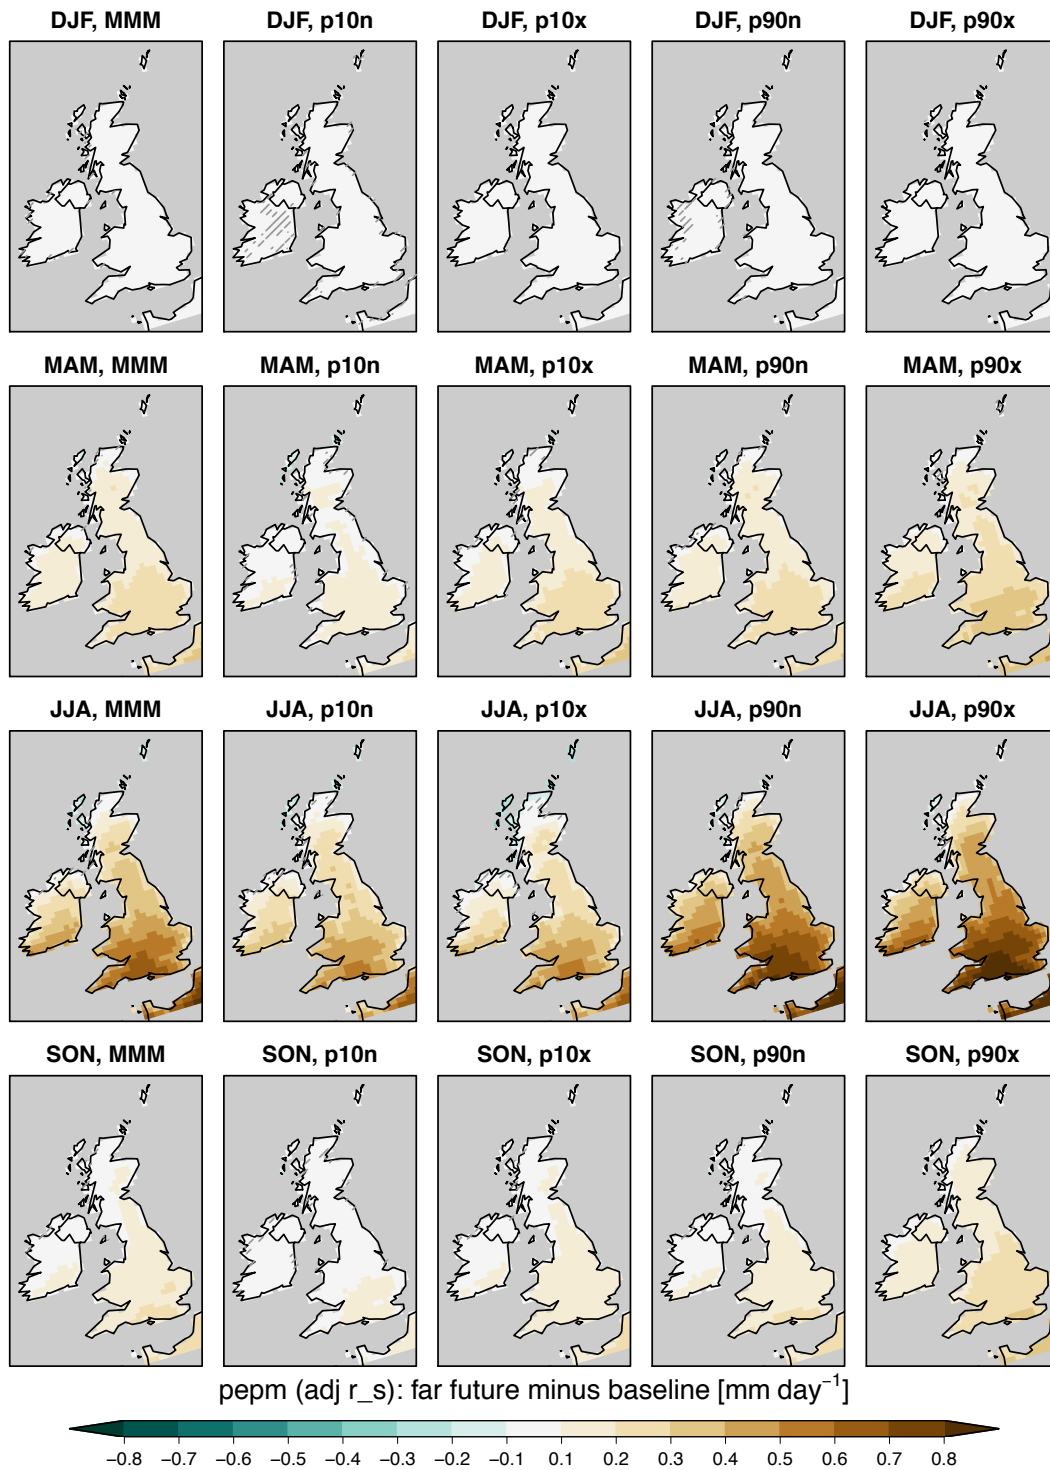 DJF, MMM DJF, p10n DJF, p10x DJF, p90n DJF, p90x
MAM, MMM MAM, p10n MAM, p10x MAM, p90n MAM, p90x
JJA, MMM JJA, p10n JJA, p10x JJA, p90n JJA, p90x
SON, MMM SON, p10n SON, p10x SON, p90n SON, p90x
pepm (adj r_s): far future minus baseline [mm day⁻¹]
−0.8 −0.7 −0.6 −0.5 −0.4 −0.3 −0.2 −0.1 0.1 0.2 0.3 0.4 0.5 0.6 0.7 0.8